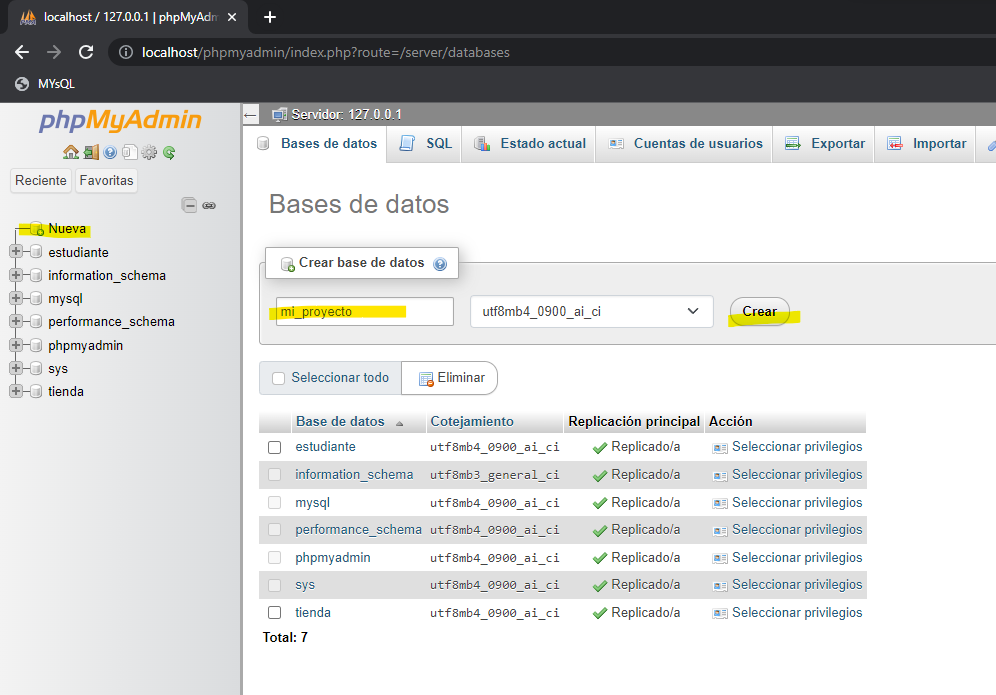 localhost / 127.0.0.1 | phpMyAdm
localhost/phpmyadmin/index.php?route=/server/databases
MYsQL
phpMyAdmin
Reciente Favoritas
Nueva
estudiante
information_schema
mysql
performance_schema
phpmyadmin
sys
tienda
Servidor: 127.0.0.1
Bases de datos SQL Estado actual Cuentas de usuarios Exportar Importar
Bases de datos
Crear base de datos
mi_proyecto utf8mb4_0900_ai_ci Crear
Seleccionar todo Eliminar
Base de datos Cotejamiento Replicación principal Acción
estudiante utf8mb4_0900_ai_ci Replicado/a Seleccionar privilegios
information_schema utf8mb3_general_ci Replicado/a Seleccionar privilegios
mysql utf8mb4_0900_ai_ci Replicado/a Seleccionar privilegios
performance_schema utf8mb4_0900_ai_ci Replicado/a Seleccionar privilegios
phpmyadmin utf8mb4_0900_ai_ci Replicado/a Seleccionar privilegios
sys utf8mb4_0900_ai_ci Replicado/a Seleccionar privilegios
tienda utf8mb4_0900_ai_ci Replicado/a Seleccionar privilegios
Total: 7